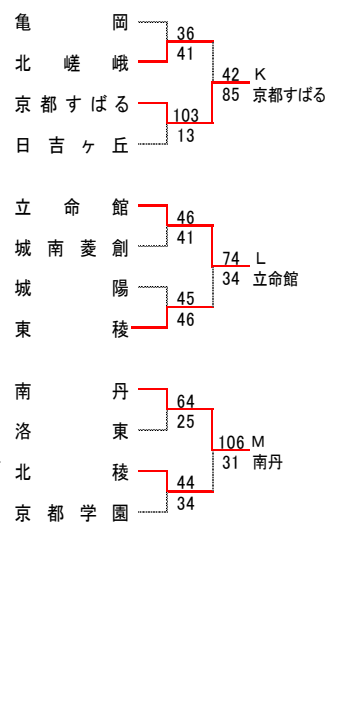 亀岡
36
北嵯峨
41
42 K
85 京都すばる
京都すばる
103
日吉ヶ丘
13
立命館
46
城南菱創
41
74 L
34 立命館
城陽
45
東稜
46
南丹
64
洛東
25
106 M
31 南丹
北稜
44
京都学園
34